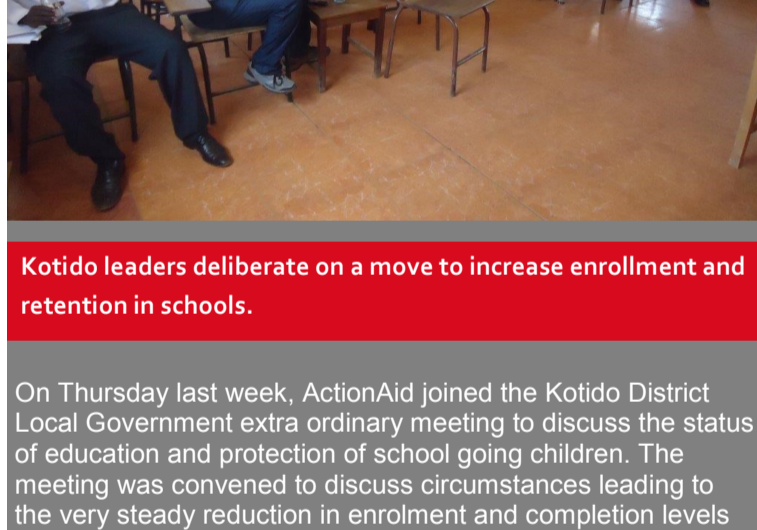 Kotido leaders deliberate on a move to increase enrollment and
retention in schools.
On Thursday last week, ActionAid joined the Kotido District
Local Government extra ordinary meeting to discuss the status
of education and protection of school going children. The
meeting was convened to discuss circumstances leading to
the very steady reduction in enrolment and completion levels